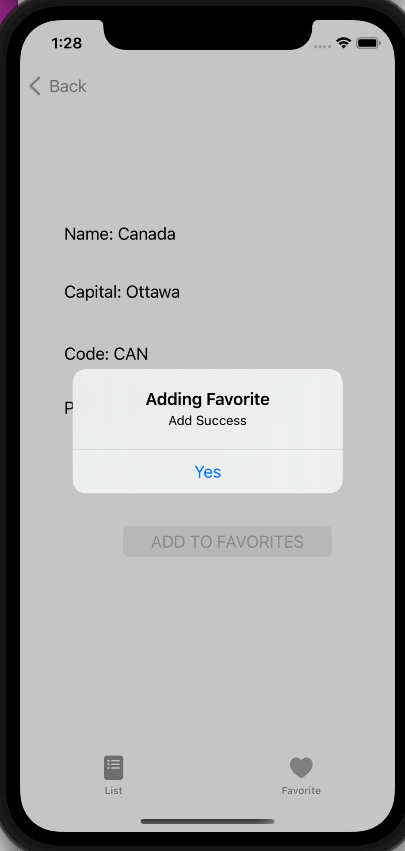 1:28
Back
Name: Canada
Capital: Ottawa
Code: CAN
P
Adding Favorite
Add Success
Yes
ADD TO FAVORITES
List
Favorite